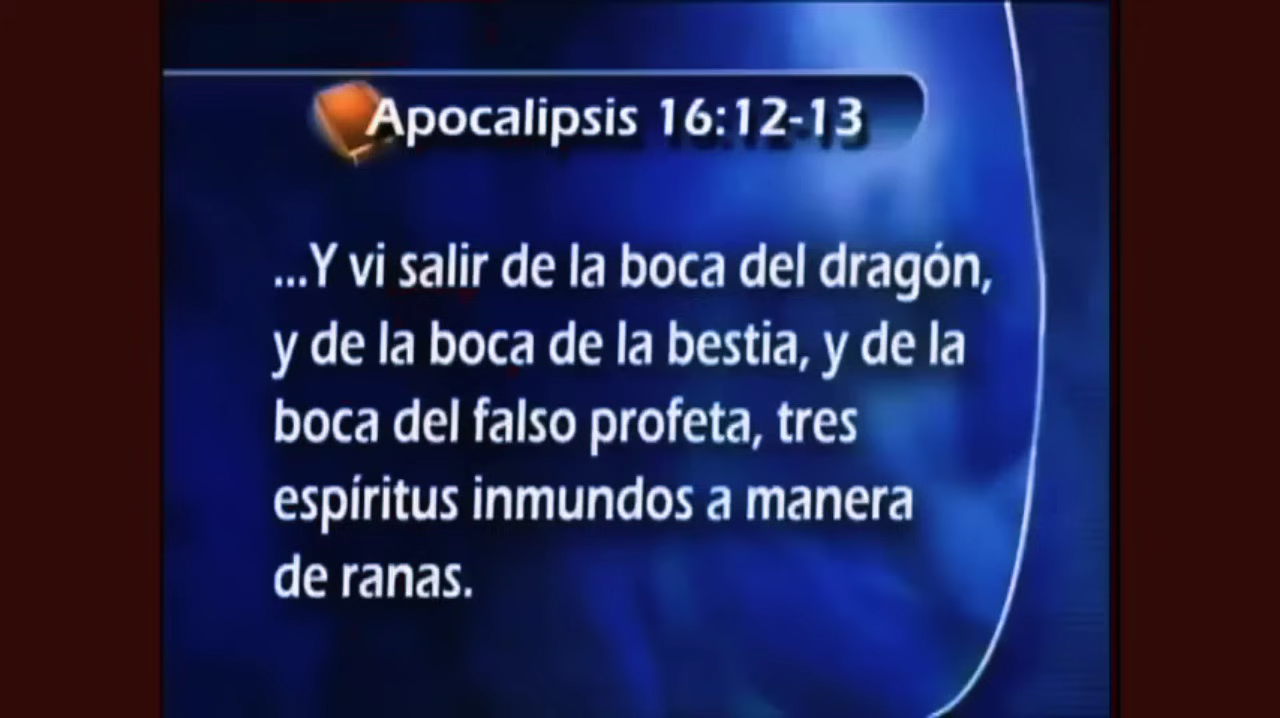 Apocalipsis 16:12-13
...Y vi salir de la boca del dragón,
y de la boca de la bestia, y de la
boca del falso profeta, tres
espíritus inmundos a manera
de ranas.